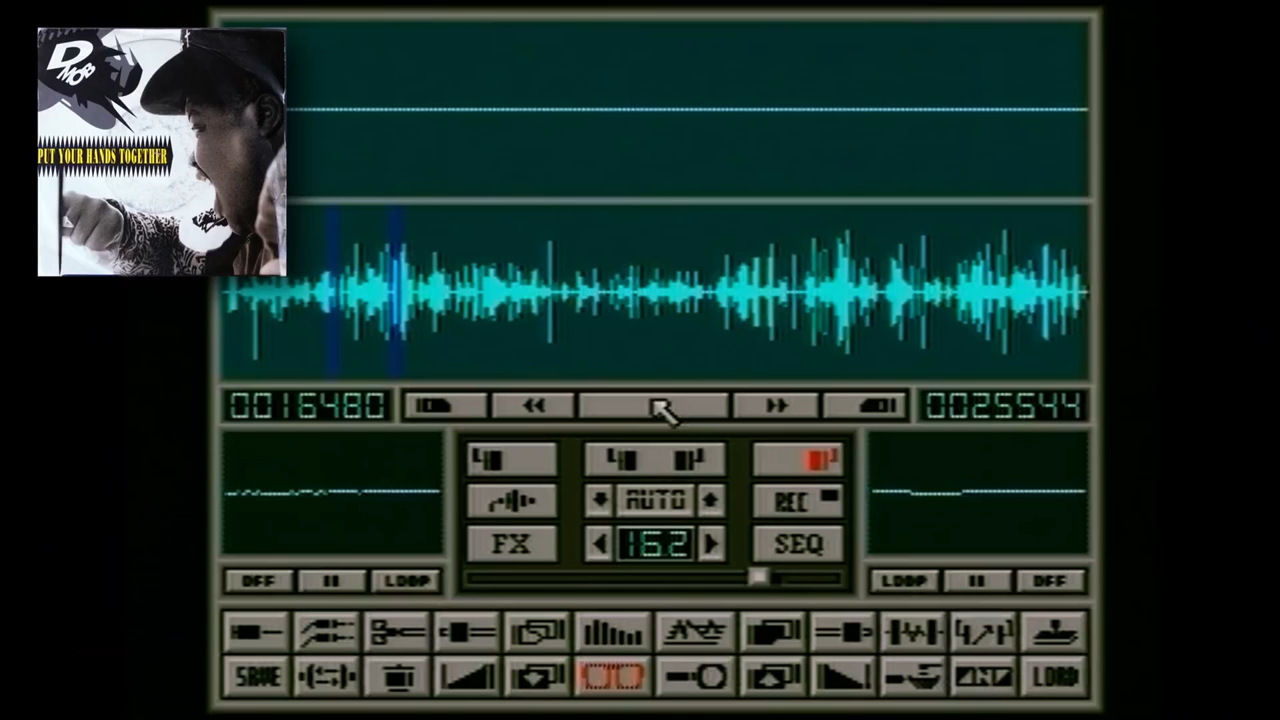 D MOB
PUT YOUR HANDS TOGETHER
0016480
0025544
AUTO
REC
FX
16.2
SEQ
OFF
LOOP
LOOP
OFF
SAVE
LOAD